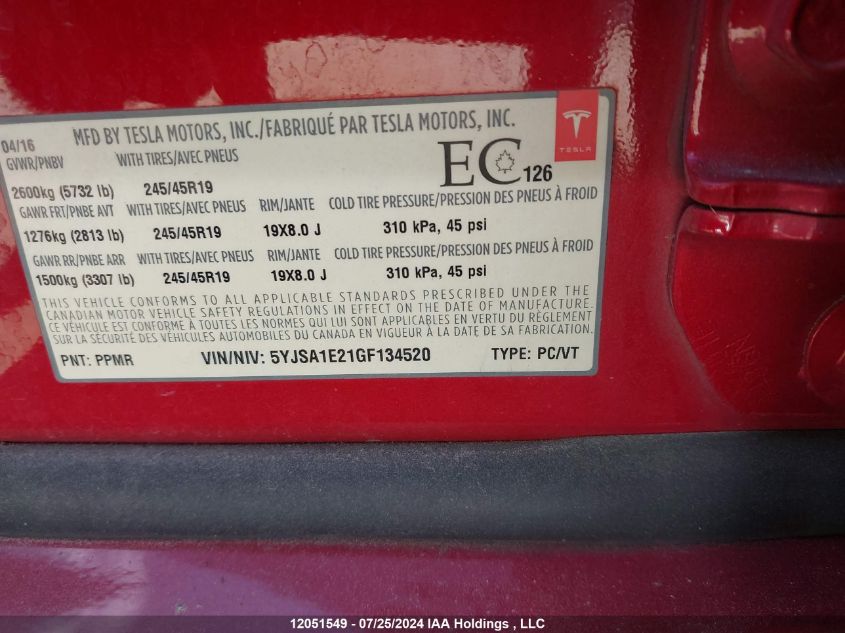 04/16 MFD BY TESLA MOTORS, INC./FABRIQUÉ PAR TESLA MOTORS, INC.
TESLA
GVWR/PNBV WITH TIRES/AVEC PNEUS
EC 126
2600kg (5732 lb) 245/45R19
GAWR FRT/PNBE AVT WITH TIRES/AVEC PNEUS RIM/JANTE COLD TIRE PRESSURE/PRESSION DES PNEUS À FROID
1276kg (2813 lb) 245/45R19 19X8.0 J 310 kPa, 45 psi
GAWR RR/PNBE ARR WITH TIRES/AVEC PNEUS RIM/JANTE COLD TIRE PRESSURE/PRESSION DES PNEUS À FROID
1500kg (3307 lb) 245/45R19 19X8.0 J 310 kPa, 45 psi
THIS VEHICLE CONFORMS TO ALL APPLICABLE STANDARDS PRESCRIBED UNDER THE
CANADIAN MOTOR VEHICLE SAFETY REGULATIONS IN EFFECT ON THE DATE OF MANUFACTURE.
CE VÉHICULE EST CONFORME À TOUTES LES NORMES QUI LUI SONT APPLICABLES EN VERTU DU RÈGLEMENT
SUR LA SÉCURITÉ DES VÉHICULES AUTOMOBILES DU CANADA EN VIGUEUR À LA DATE DE SA FABRICATION.
PNT: PPMR VIN/NIV: 5YJSA1E21GF134520 TYPE: PC/VT
12051549 - 07/25/2024 IAA Holdings , LLC